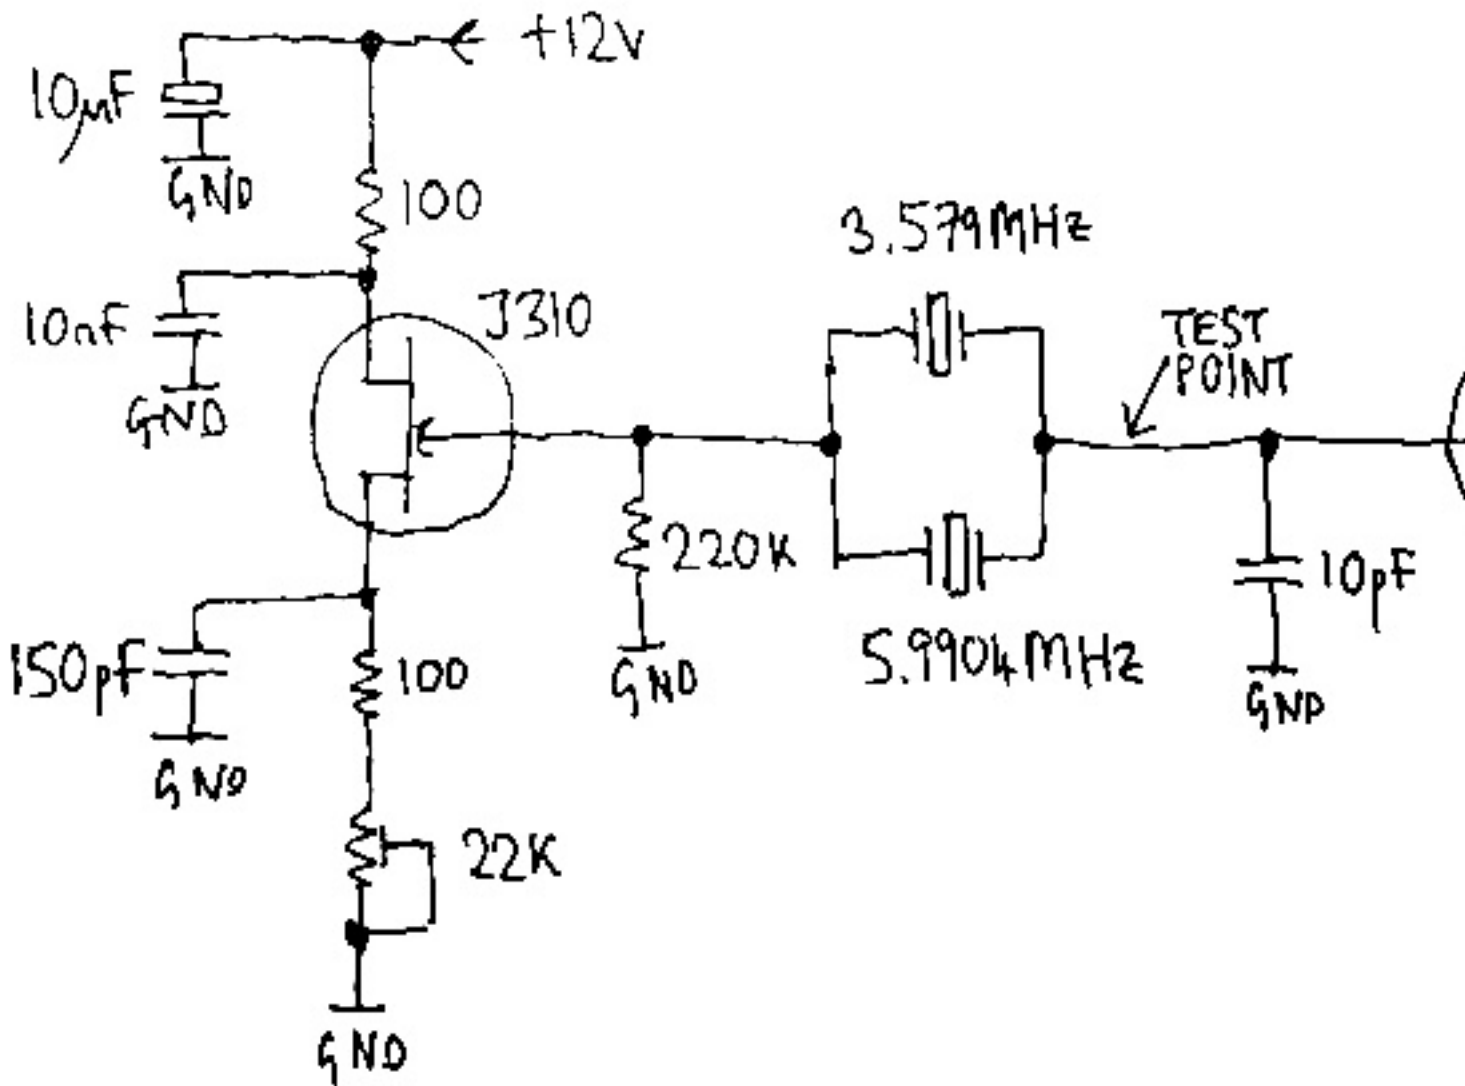 +12V
10µF
GND
100
3.579MHz
J310
10nF
GND
TEST
POINT
220K
10pF
150pF
100
GND
5.9904MHz
GND
GND
22K
GND